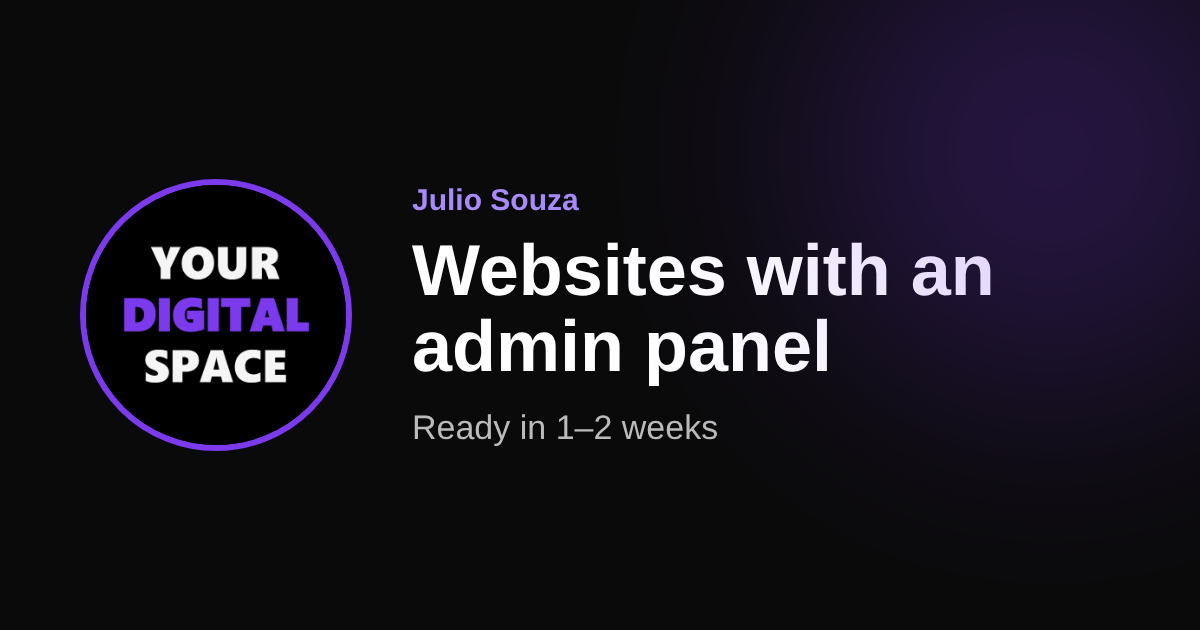 YOUR
DIGITAL
SPACE
Julio Souza
Websites with an
admin panel
Ready in 1–2 weeks